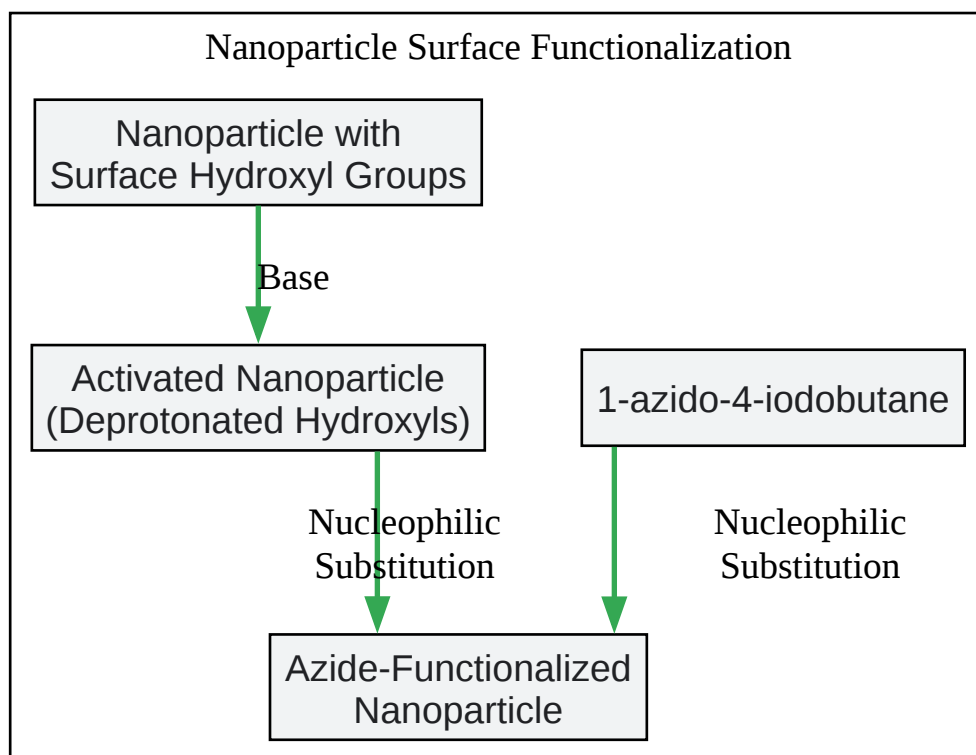 Nanoparticle Surface Functionalization
Nanoparticle with
Surface Hydroxyl Groups
Base
Activated Nanoparticle
(Deprotonated Hydroxyls)
1-azido-4-iodobutane
Nucleophilic
Substitution
Nucleophilic
Substitution
Azide-Functionalized
Nanoparticle